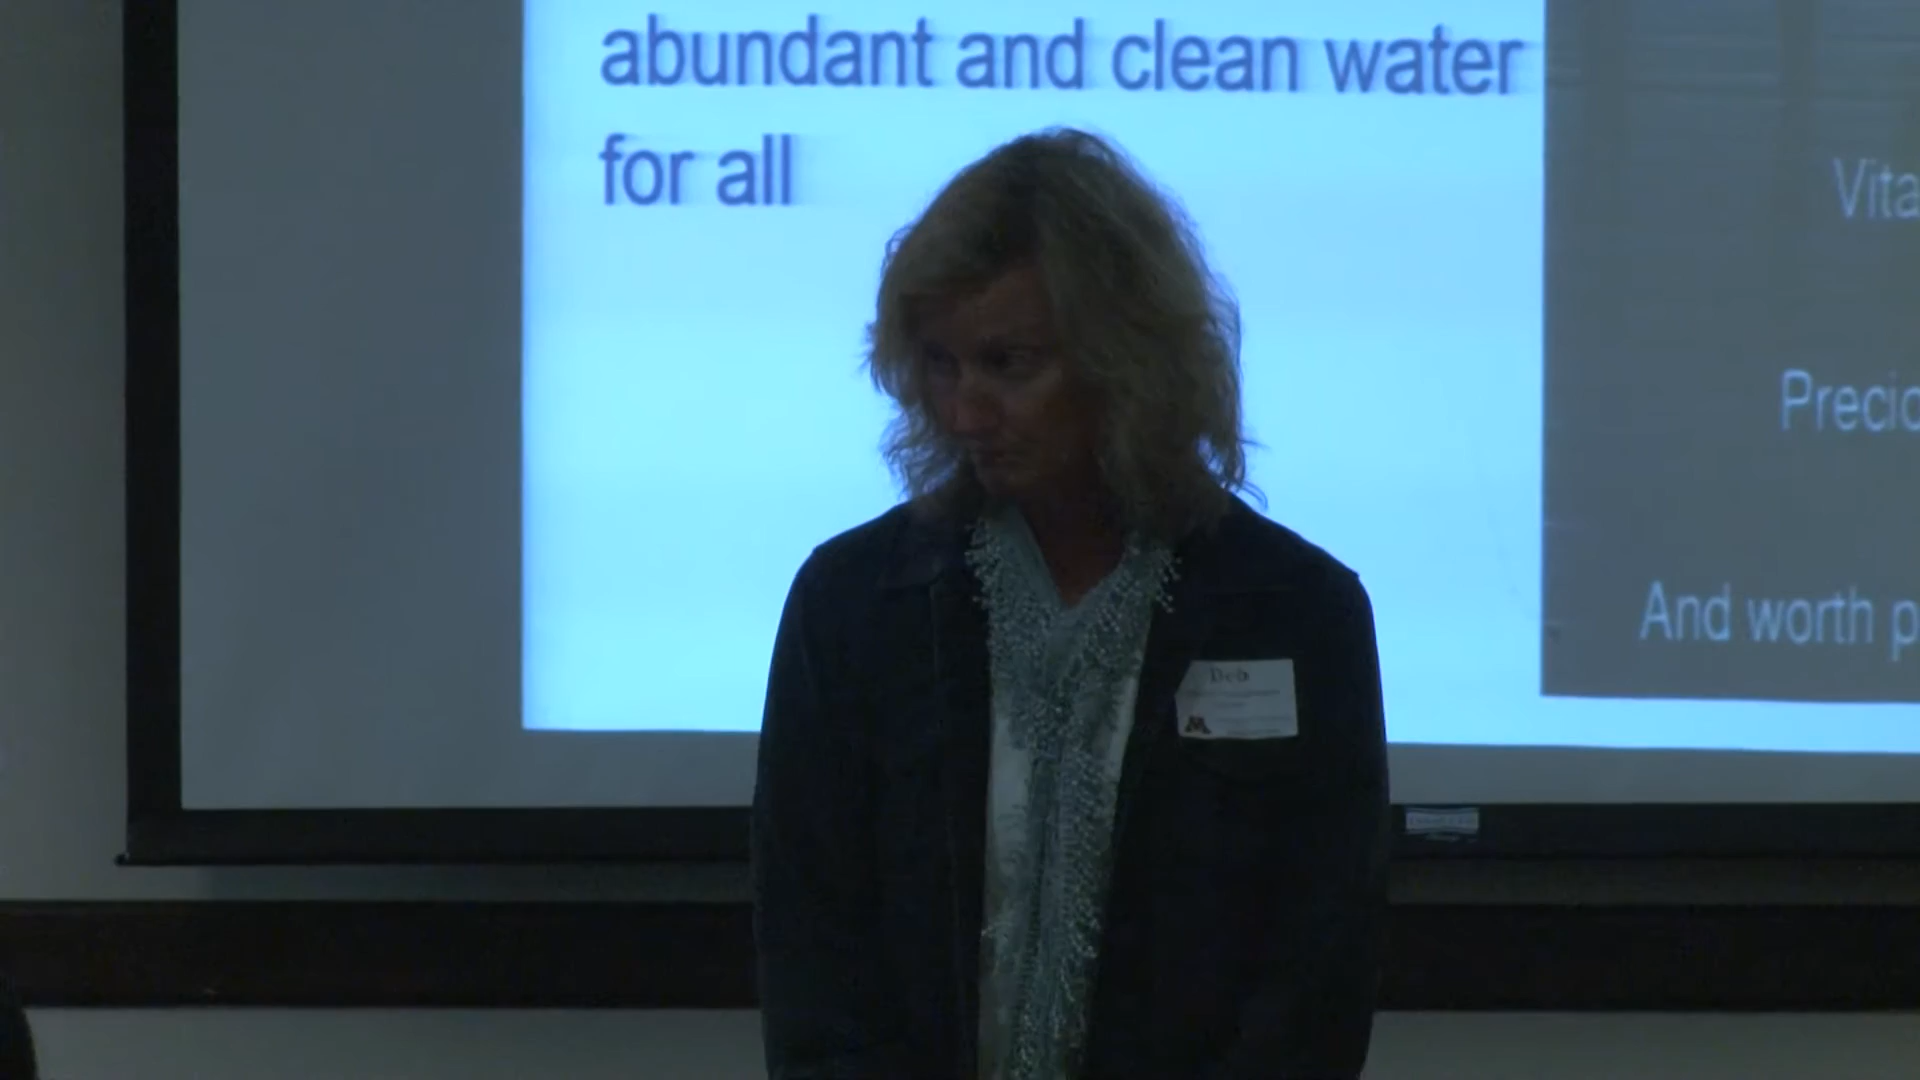 abundant and clean water
for all
Vita
Precio
And worth p
Deb
M